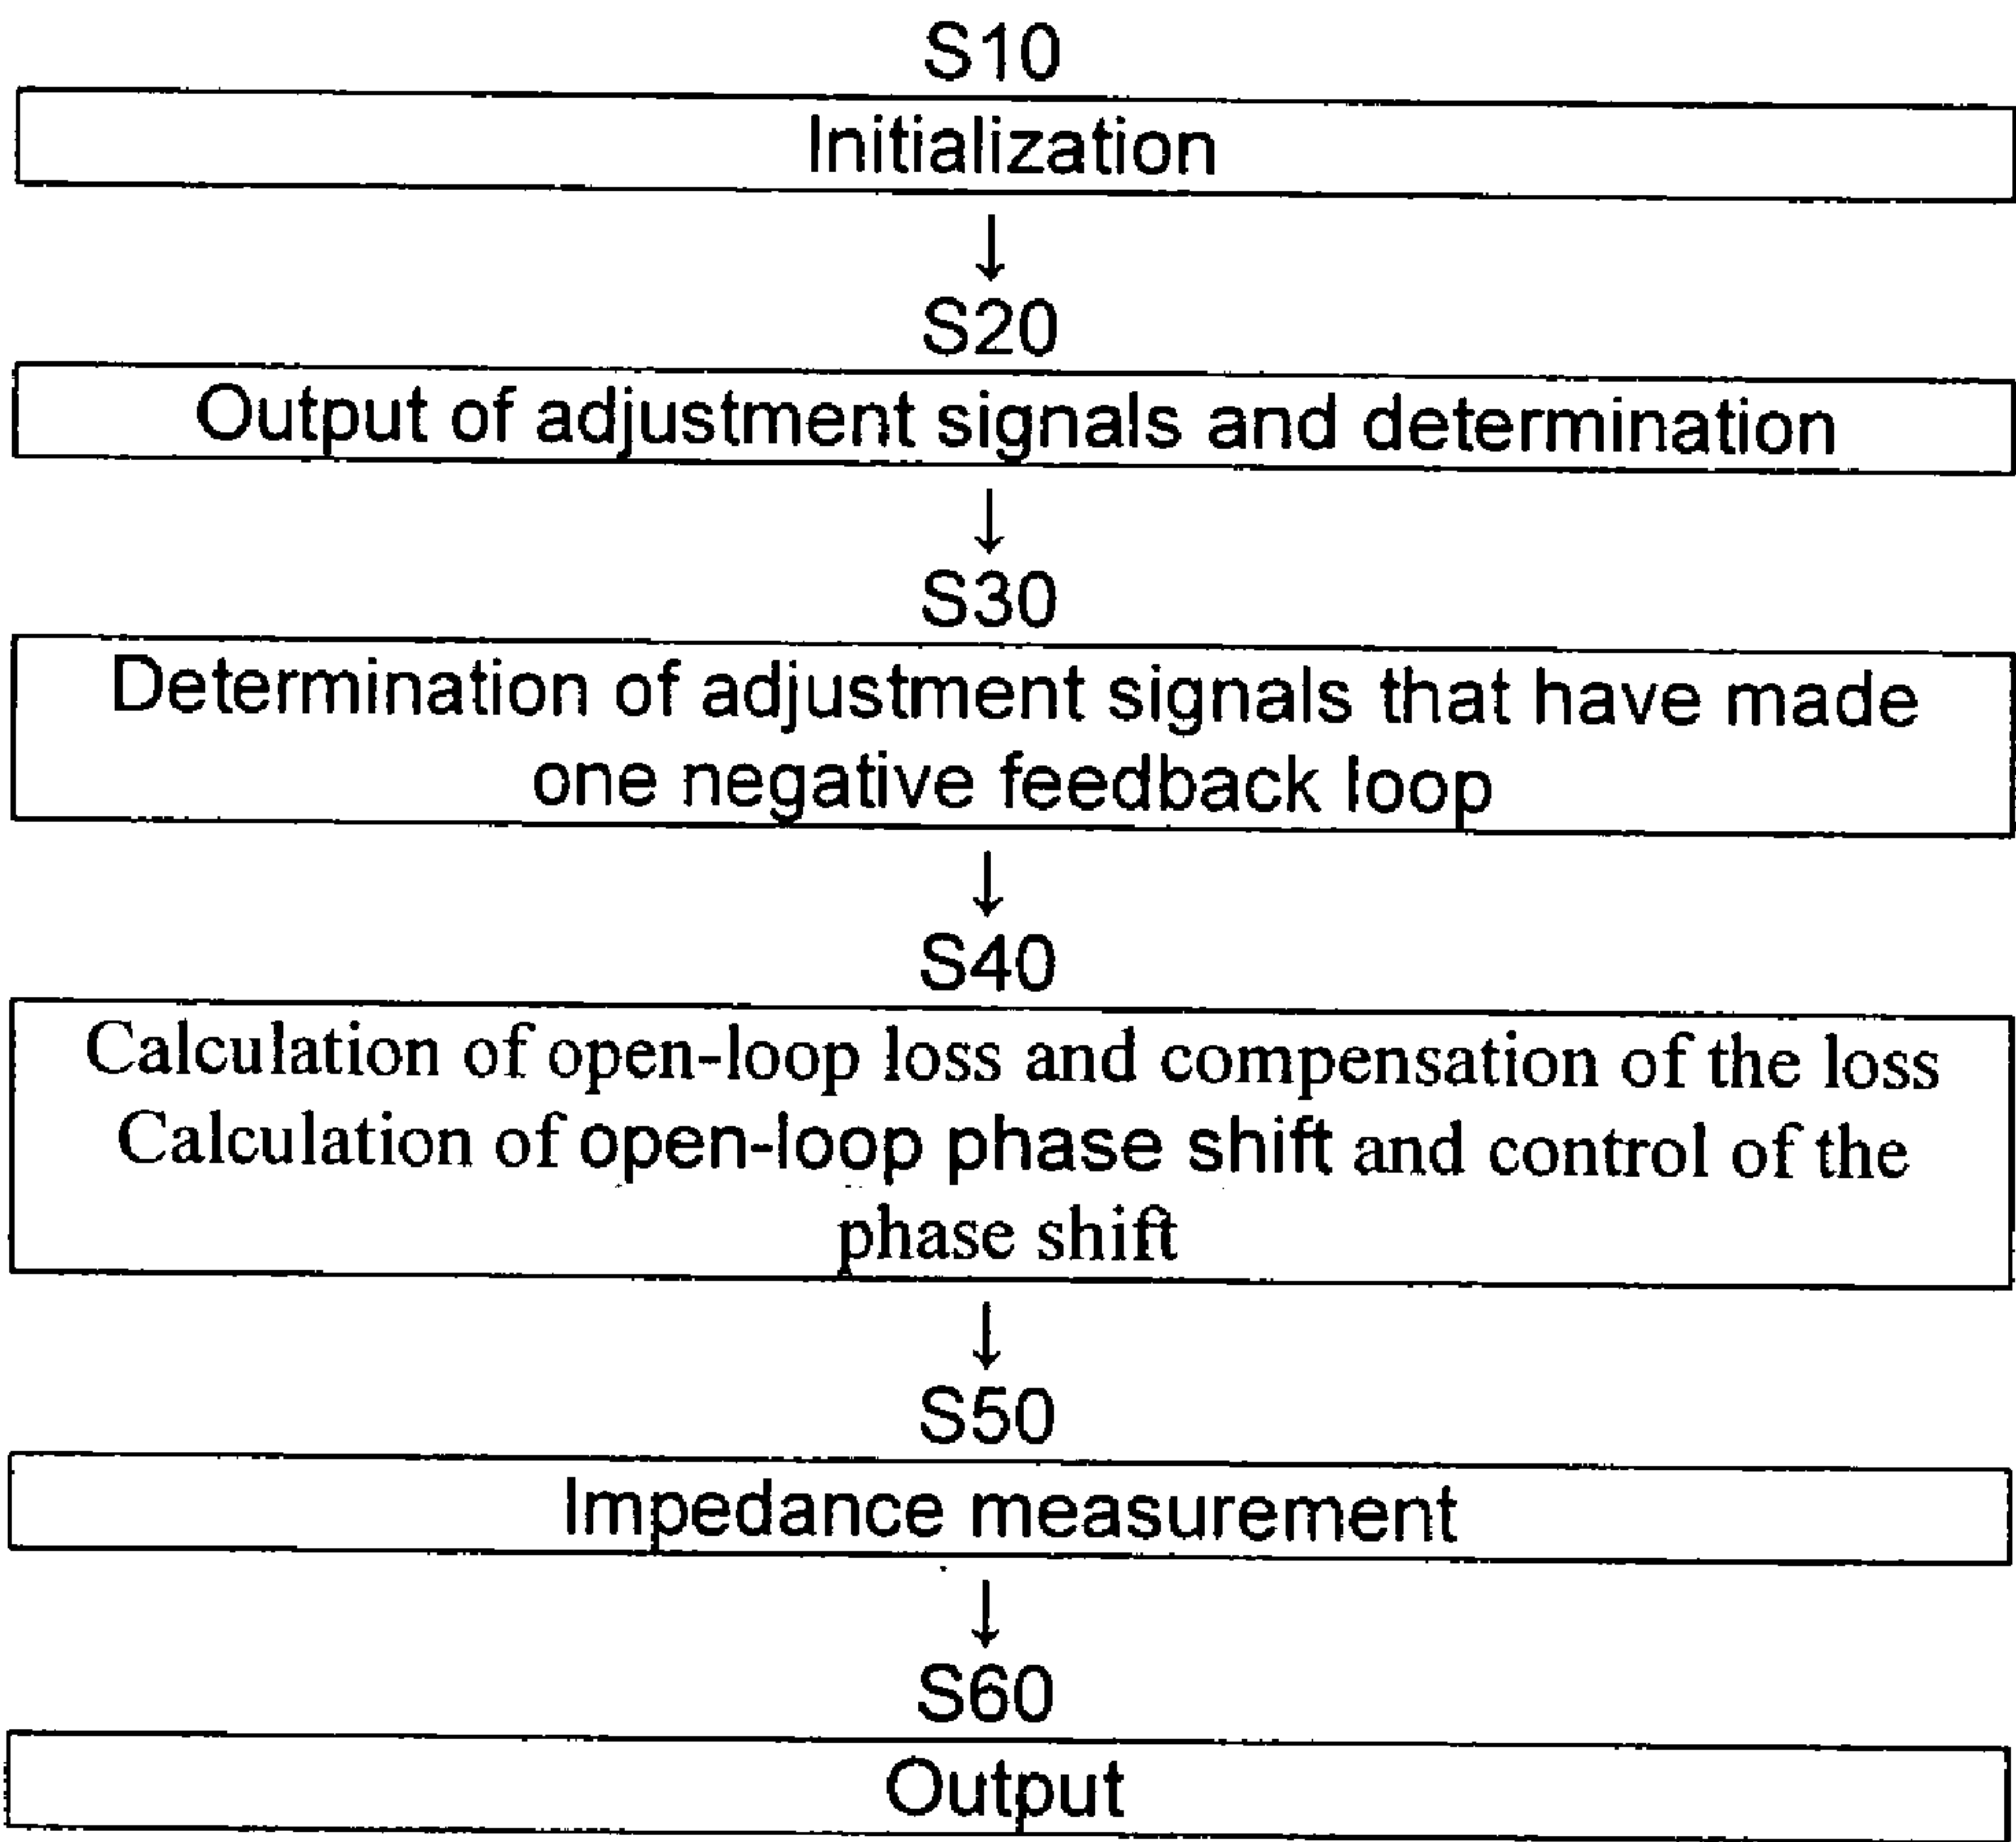 S10
Initialization
↓
S20
Output of adjustment signals and determination
↓
S30
Determination of adjustment signals that have made
one negative feedback loop
↓
S40
Calculation of open-loop loss and compensation of the loss
Calculation of open-loop phase shift and control of the
phase shift
↓
S50
Impedance measurement
↓
S60
Output